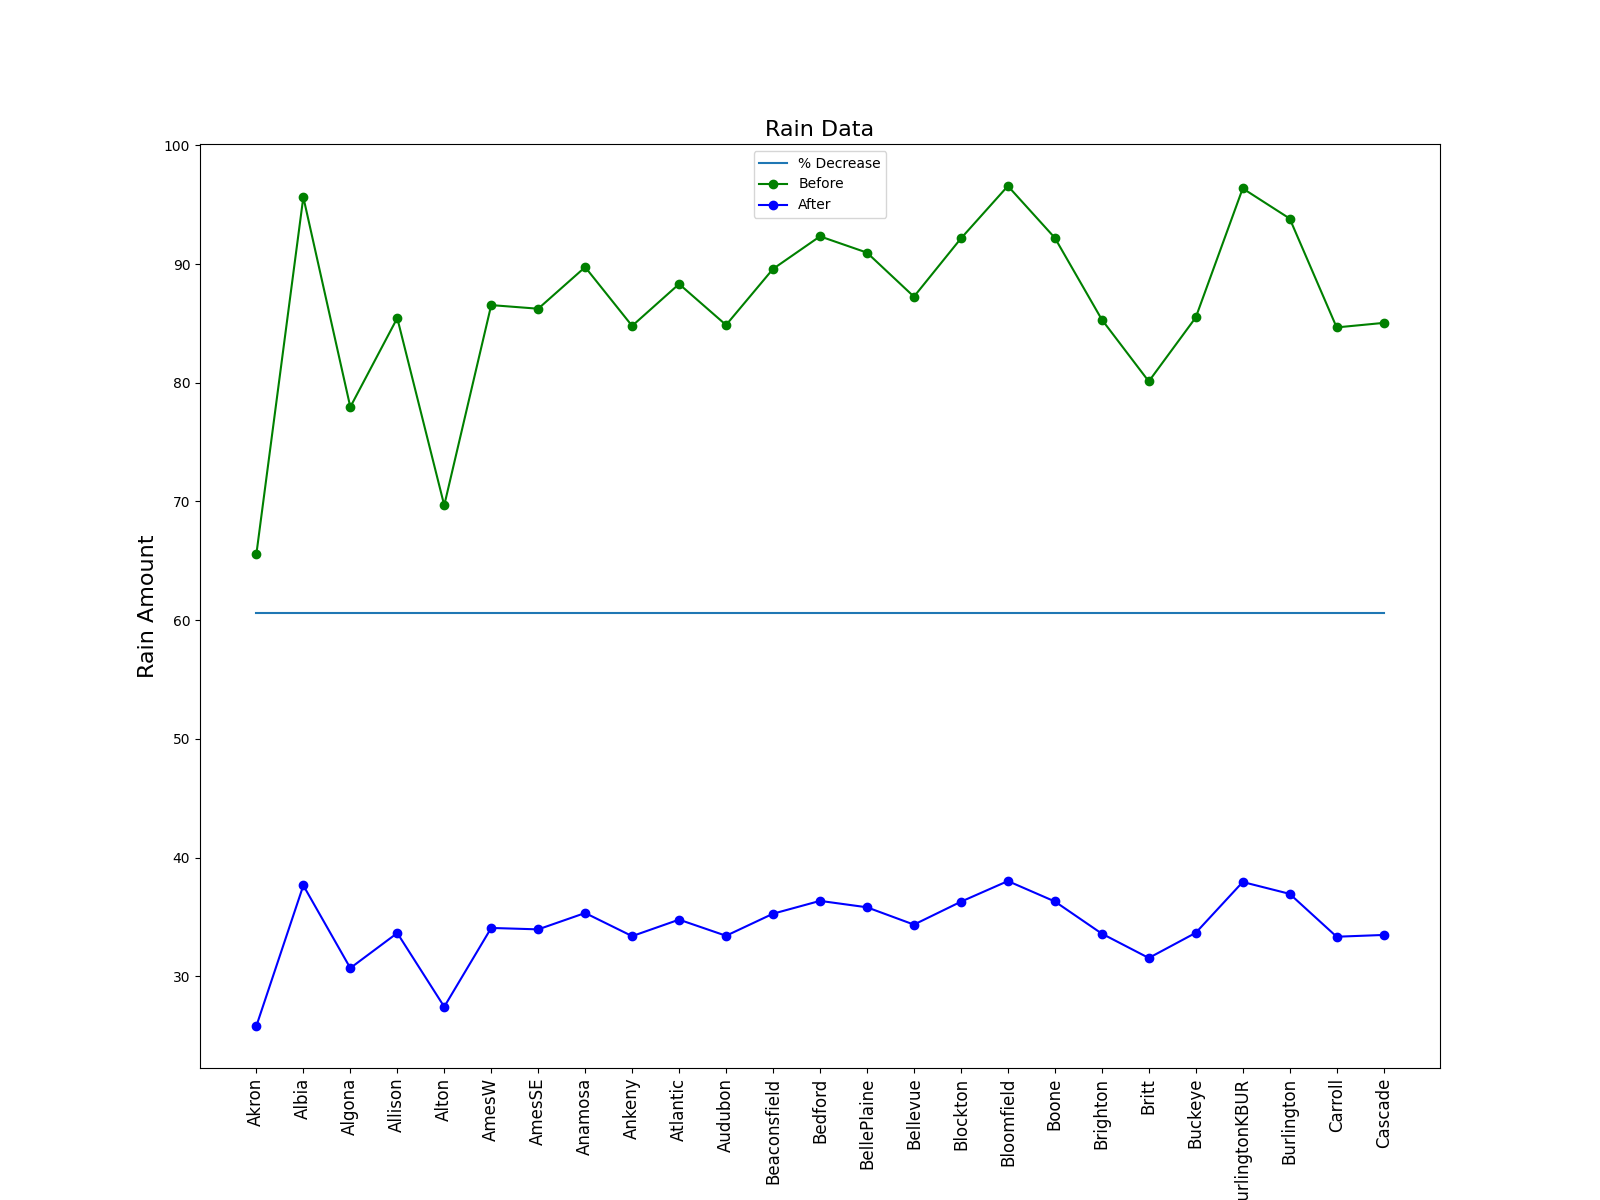 Rain Data
% Decrease
Before
After
Rain Amount
100
90
80
70
60
50
40
30
Akron
Albia
Algona
Allison
Alton
AmesW
AmesSE
Anamosa
Ankeny
Atlantic
Audubon
Beaconsfield
Bedford
BellePlaine
Bellevue
Blockton
Bloomfield
Boone
Brighton
Britt
Buckeye
urlingtonKBUR
Burlington
Carroll
Cascade